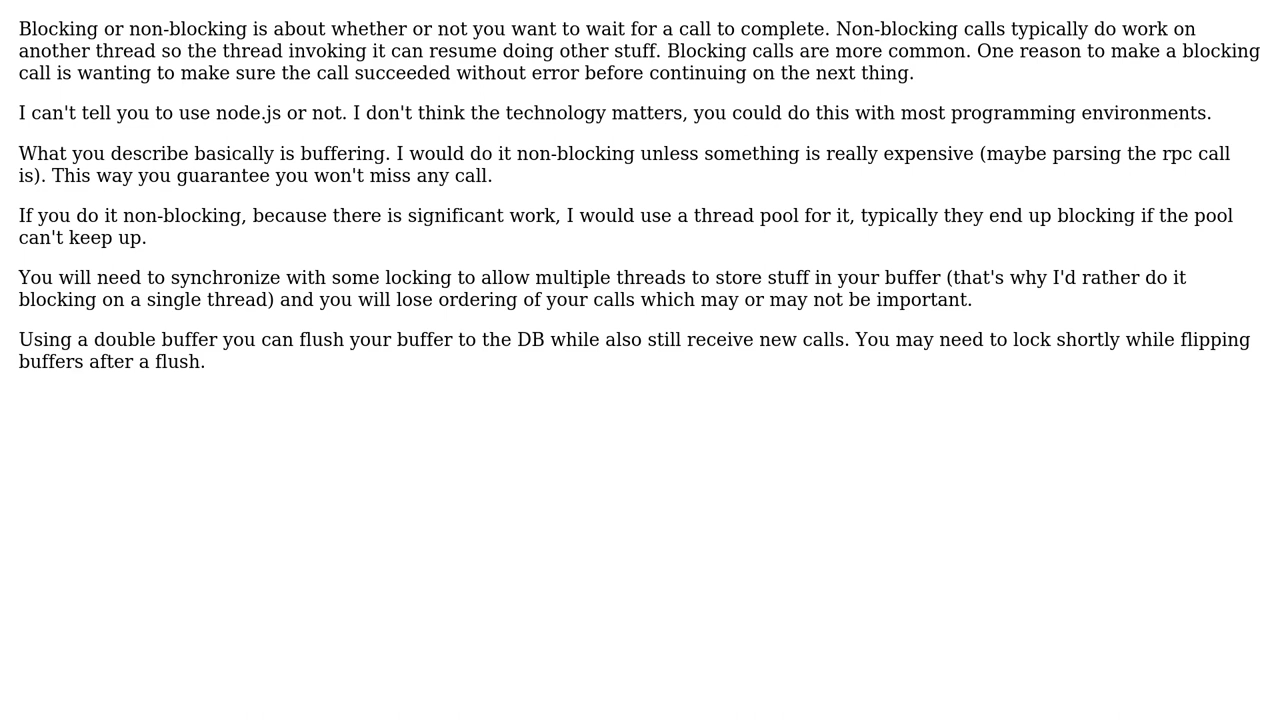 Blocking or non-blocking is about whether or not you want to wait for a call to complete. Non-blocking calls typically do work on
another thread so the thread invoking it can resume doing other stuff. Blocking calls are more common. One reason to make a blocking
call is wanting to make sure the call succeeded without error before continuing on the next thing.
I can't tell you to use node.js or not. I don't think the technology matters, you could do this with most programming environments.
What you describe basically is buffering. I would do it non-blocking unless something is really expensive (maybe parsing the rpc call
is). This way you guarantee you won't miss any call.
If you do it non-blocking, because there is significant work, I would use a thread pool for it, typically they end up blocking if the pool
can't keep up.
You will need to synchronize with some locking to allow multiple threads to store stuff in your buffer (that's why I'd rather do it
blocking on a single thread) and you will lose ordering of your calls which may or may not be important.
Using a double buffer you can flush your buffer to the DB while also still receive new calls. You may need to lock shortly while flipping
buffers after a flush.